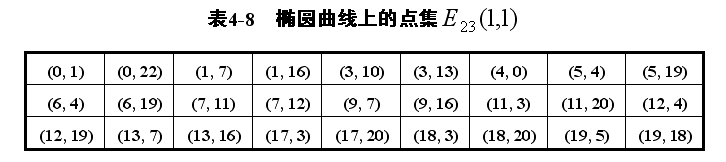 表4-8 椭圆曲线上的点集E₂₃(1,1)
(0, 1) (0, 22) (1, 7) (1, 16) (3, 10) (3, 13) (4, 0) (5, 4) (5, 19)
(6, 4) (6, 19) (7, 11) (7, 12) (9, 7) (9, 16) (11, 3) (11, 20) (12, 4)
(12, 19) (13, 7) (13, 16) (17, 3) (17, 20) (18, 3) (18, 20) (19, 5) (19, 18)